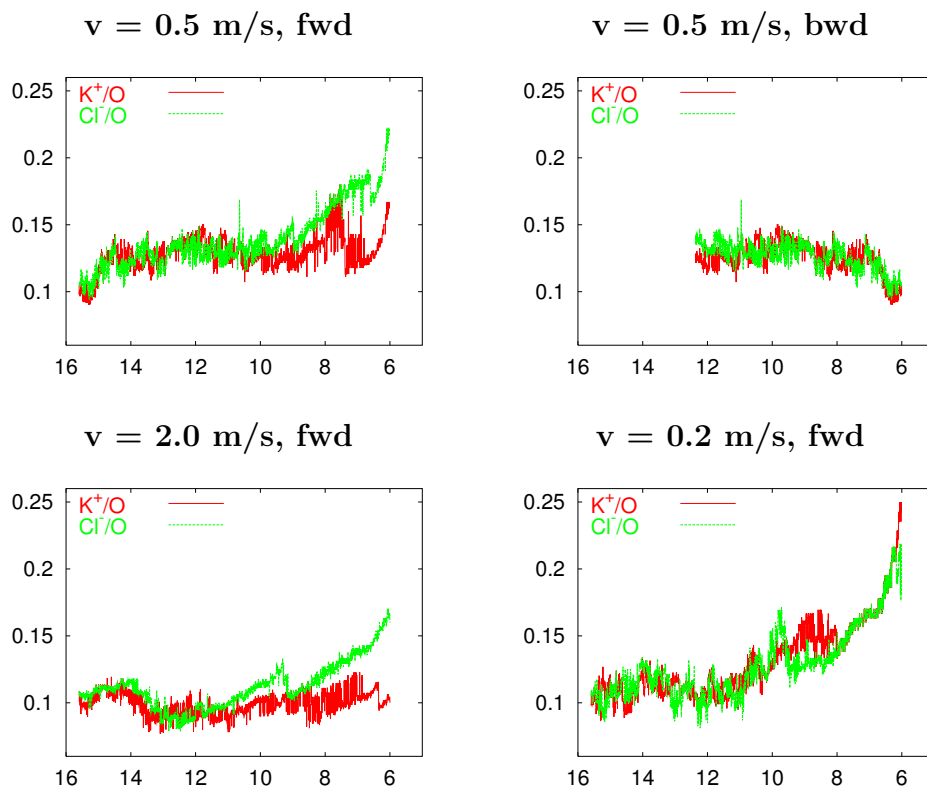 v = 0.5 m/s, fwd
v = 0.5 m/s, bwd
0.25
0.2
0.15
0.1
16 14 12 10 8 6
K⁺/O
Cl⁻/O
0.25
0.2
0.15
0.1
16 14 12 10 8 6
K⁺/O
Cl⁻/O
v = 2.0 m/s, fwd
v = 0.2 m/s, fwd
0.25
0.2
0.15
0.1
16 14 12 10 8 6
K⁺/O
Cl⁻/O
0.25
0.2
0.15
0.1
16 14 12 10 8 6
K⁺/O
Cl⁻/O